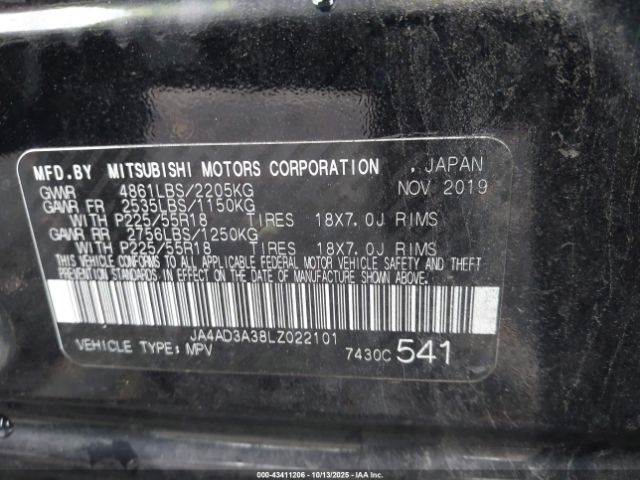 MFD.BY MITSUBISHI MOTORS CORPORATION . JAPAN
GVWR 4861LBS/2205KG NOV 2019
GAWR FR 2535LBS/1150KG
WITH P225/55R18 TIRES 18X7.0J RIMS
GAWR RR 2756LBS/1250KG
WITH P225/55R18 TIRES 18X7.0J RIMS
THIS VEHICLE CONFORMS TO ALL APPLICABLE FEDERAL MOTOR VEHICLE SAFETY AND THEFT
PREVENTION STANDARDS IN EFFECT ON THE DATE OF MANUFACTURE SHOWN ABOVE.
JA4AD3A38LZ022101
VEHICLE TYPE: MPV 7430C 541
000-43411206 - 10/13/2025 - IAAI.com